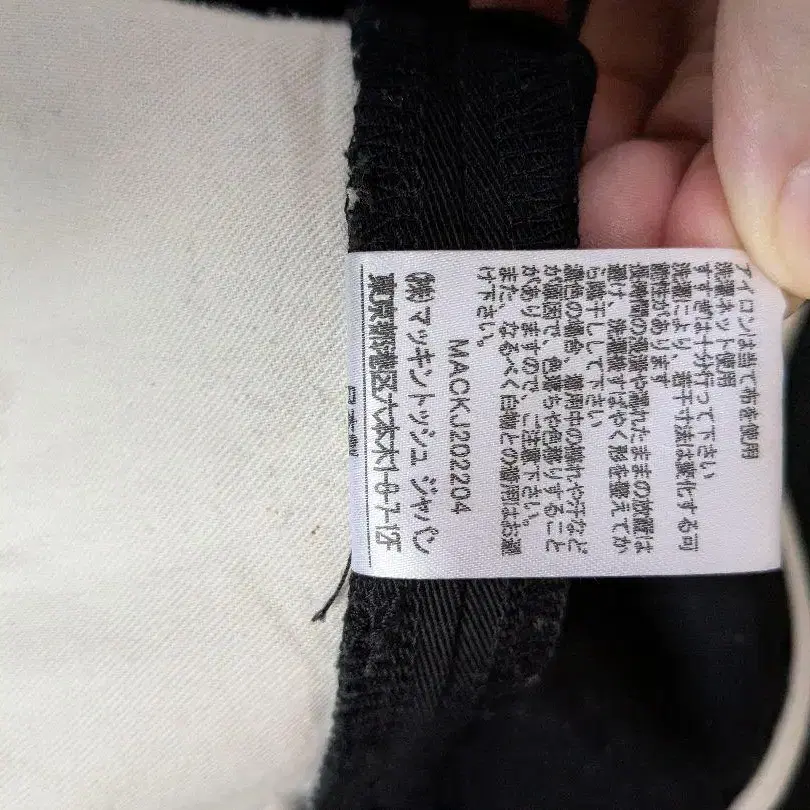 アイロンは当て布を使用
洗濯ネット使用
すすぎは十分行って下さい
洗濯により、若干寸法は変化する可
能性があります
長時間の浸漬や濡れたままの放置は
避け、洗濯後すばやく形を整えてか
ら陰干しして下さい
濃色の場合、着用中の擦れや汗など
が原因で、色落ちや色移りすること
がありますので、ご注意下さい。
また、なるべく白物との着用はお避
け下さい。
MACKJ202204
(株)マッキントッシュ ジャパン
東京都港区六本木1-8-7-12F